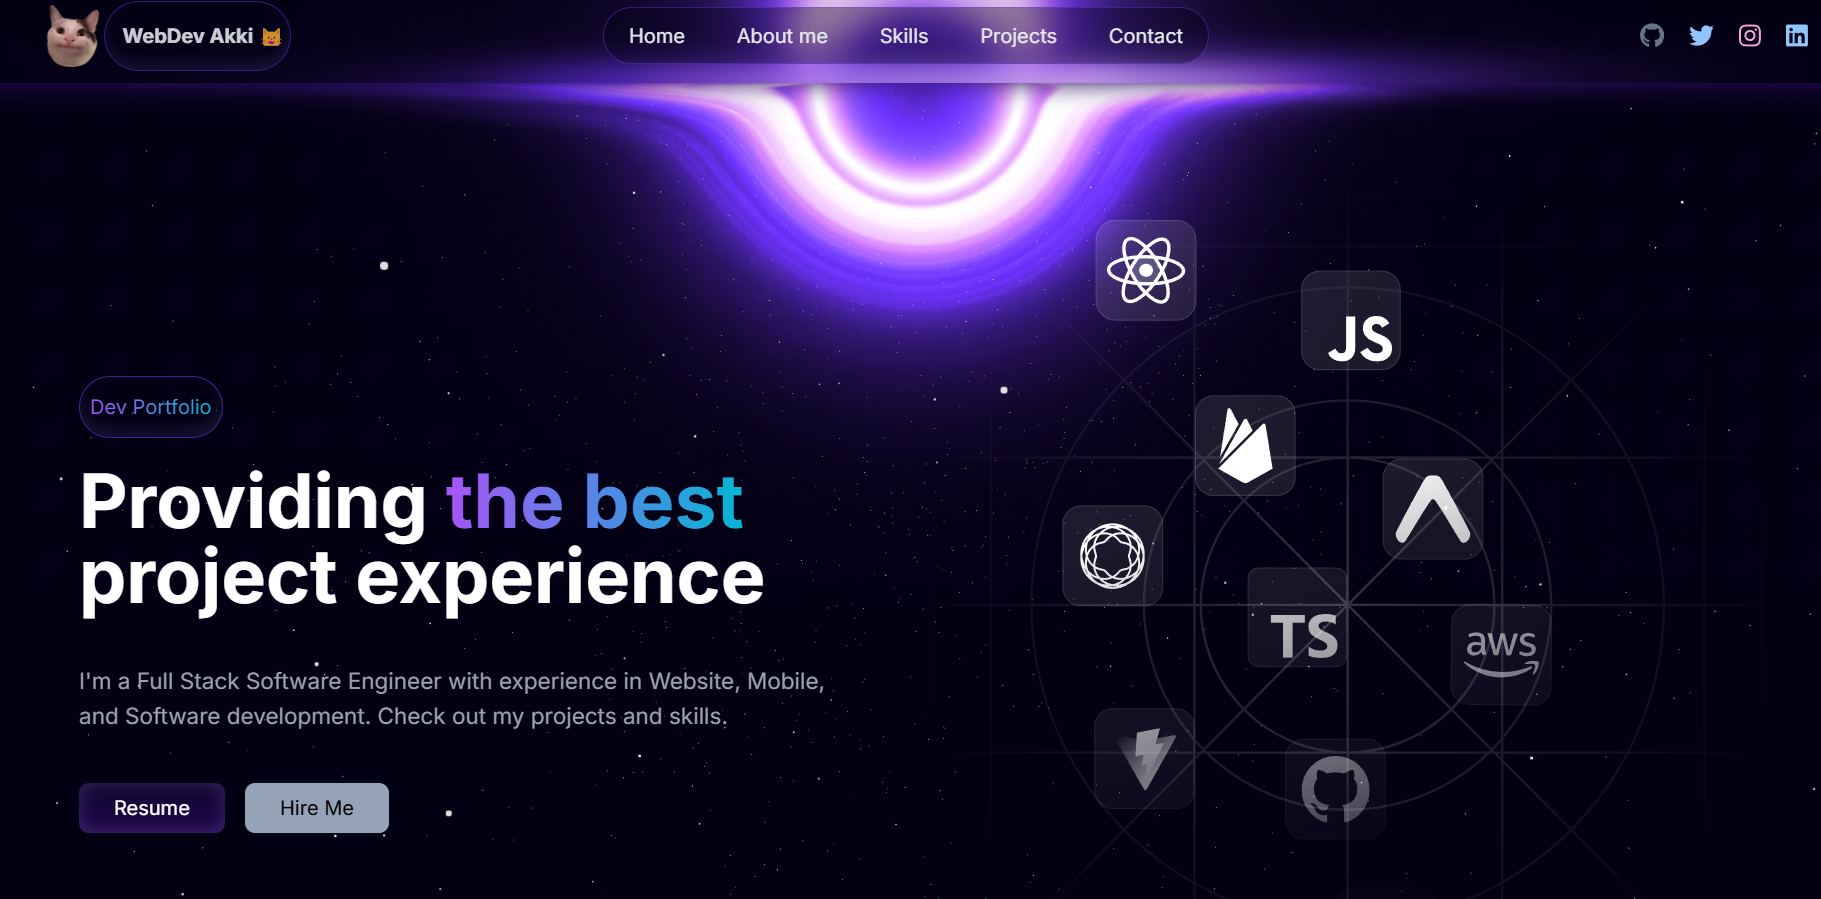 WebDev Akki
Home About me Skills Projects Contact
Dev Portfolio
Providing the best
project experience
I'm a Full Stack Software Engineer with experience in Website, Mobile,
and Software development. Check out my projects and skills.
Resume Hire Me
JS
TS
aws
in